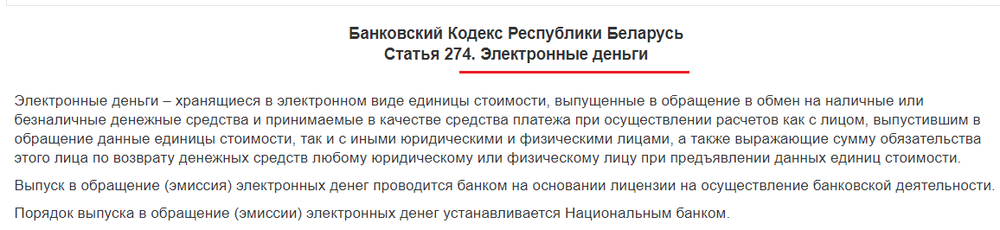 Банковский Кодекс Республики Беларусь
Статья 274. Электронные деньги
Электронные деньги – хранящиеся в электронном виде единицы стоимости, выпущенные в обращение в обмен на наличные или
безналичные денежные средства и принимаемые в качестве средства платежа при осуществлении расчетов как с лицом, выпустившим в
обращение данные единицы стоимости, так и с иными юридическими и физическими лицами, а также выражающие сумму обязательства
этого лица по возврату денежных средств любому юридическому или физическому лицу при предъявлении данных единиц стоимости.
Выпуск в обращение (эмиссия) электронных денег проводится банком на основании лицензии на осуществление банковской деятельности.
Порядок выпуска в обращение (эмиссии) электронных денег устанавливается Национальным банком.